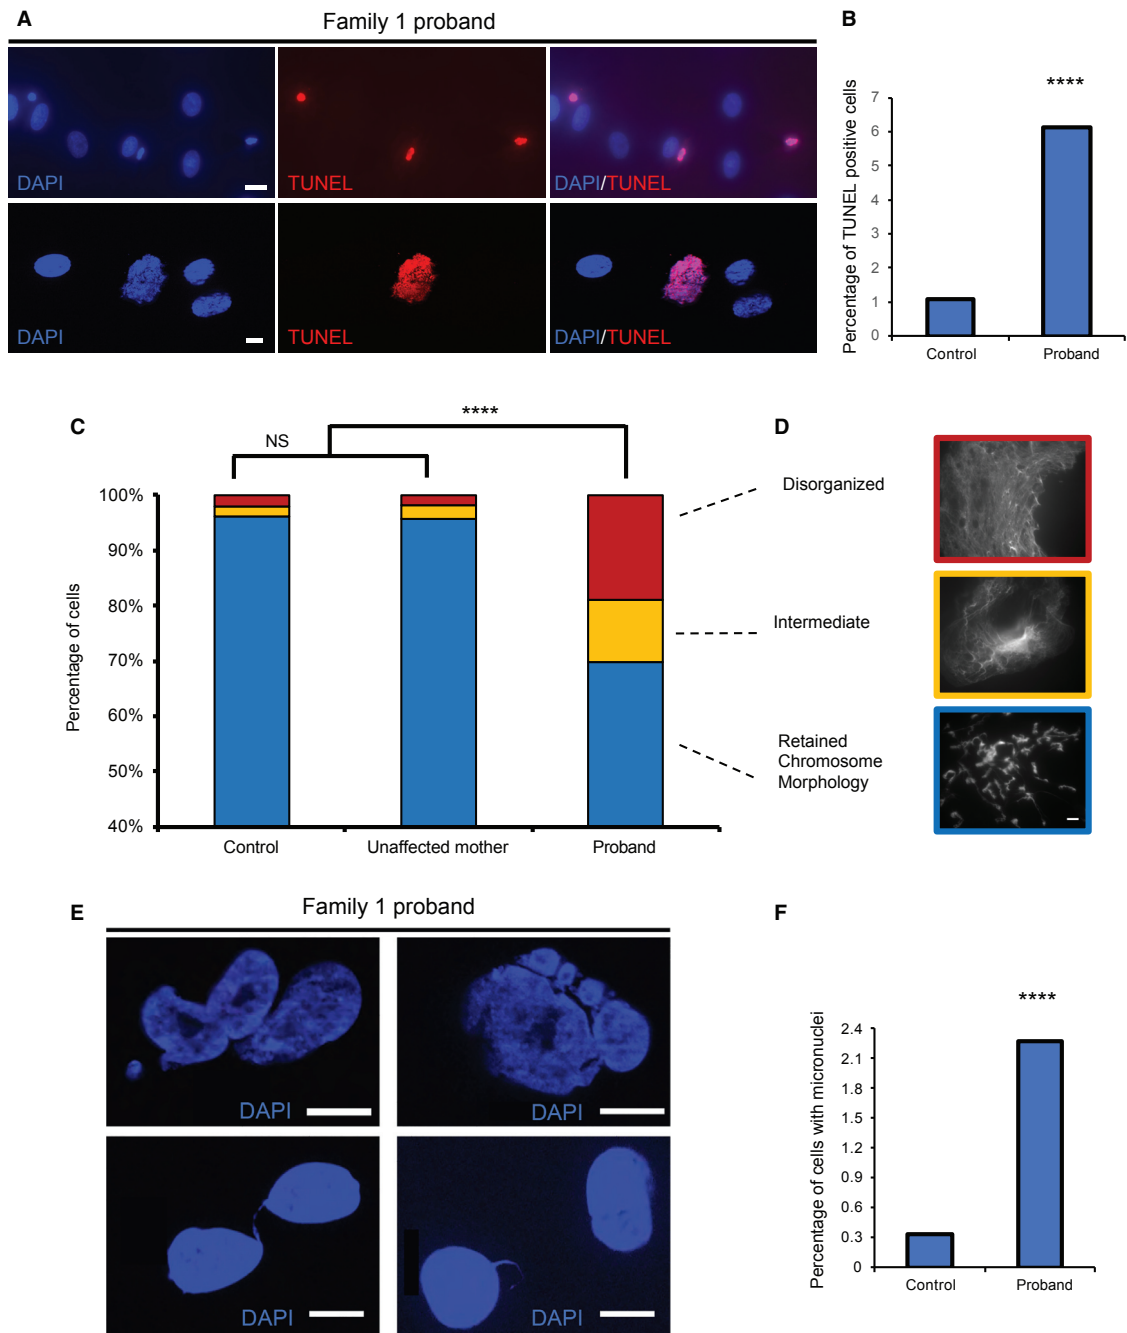 A
Family 1 proband
DAPI
TUNEL
DAPI/TUNEL
DAPI
TUNEL
DAPI/TUNEL
B
****
Percentage of TUNEL positive cells
7
6
5
4
3
2
1
0
Control
Proband
C
****
NS
Percentage of cells
100%
90%
80%
70%
60%
50%
40%
Control
Unaffected mother
Proband
D
Disorganized
Intermediate
Retained
Chromosome
Morphology
E
Family 1 proband
DAPI
DAPI
DAPI
DAPI
F
****
Percentage of cells with micronuclei
2.4
2.1
1.8
1.5
1.2
0.9
0.6
0.3
0
Control
Proband